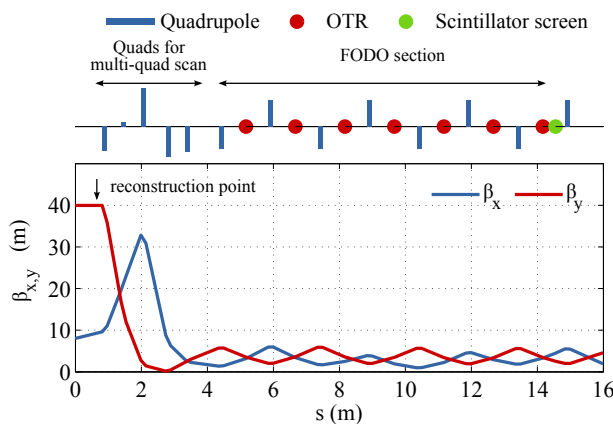 Quadrupole OTR Scintillator screen
Quads for
multi-quad scan
FODO section
reconstruction point
β_x β_y
β_x,y (m)
40
30
20
10
0
0 2 4 6 8 10 12 14 16
s (m)